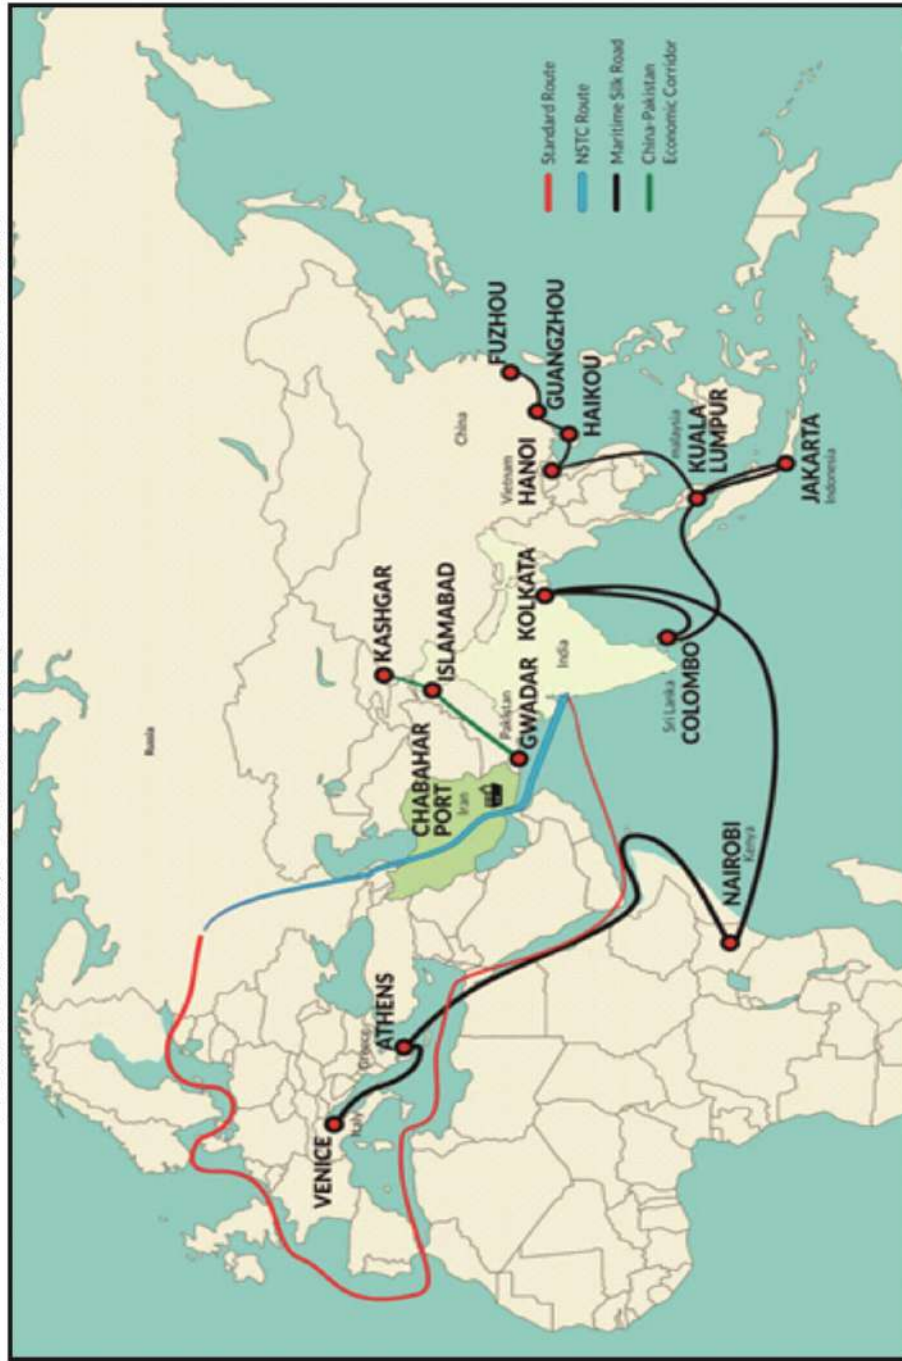 Russia
China
KASHGAR
ISLAMABAD
CHABAHAR
PORT
Iran
Pakistan
GWADAR
KOLKATA
India
Vietnam
HANOI
FUZHOU
GUANGZHOU
HAIKOU
malaysia
KUALA
LUMPUR
JAKARTA
Indonesia
Sri Lanka
COLOMBO
NAIROBI
Kenya
Greece
ATHENS
VENICE
Italy
Standard Route
NSTC Route
Maritime Silk Road
China-Pakistan
Economic Corridor